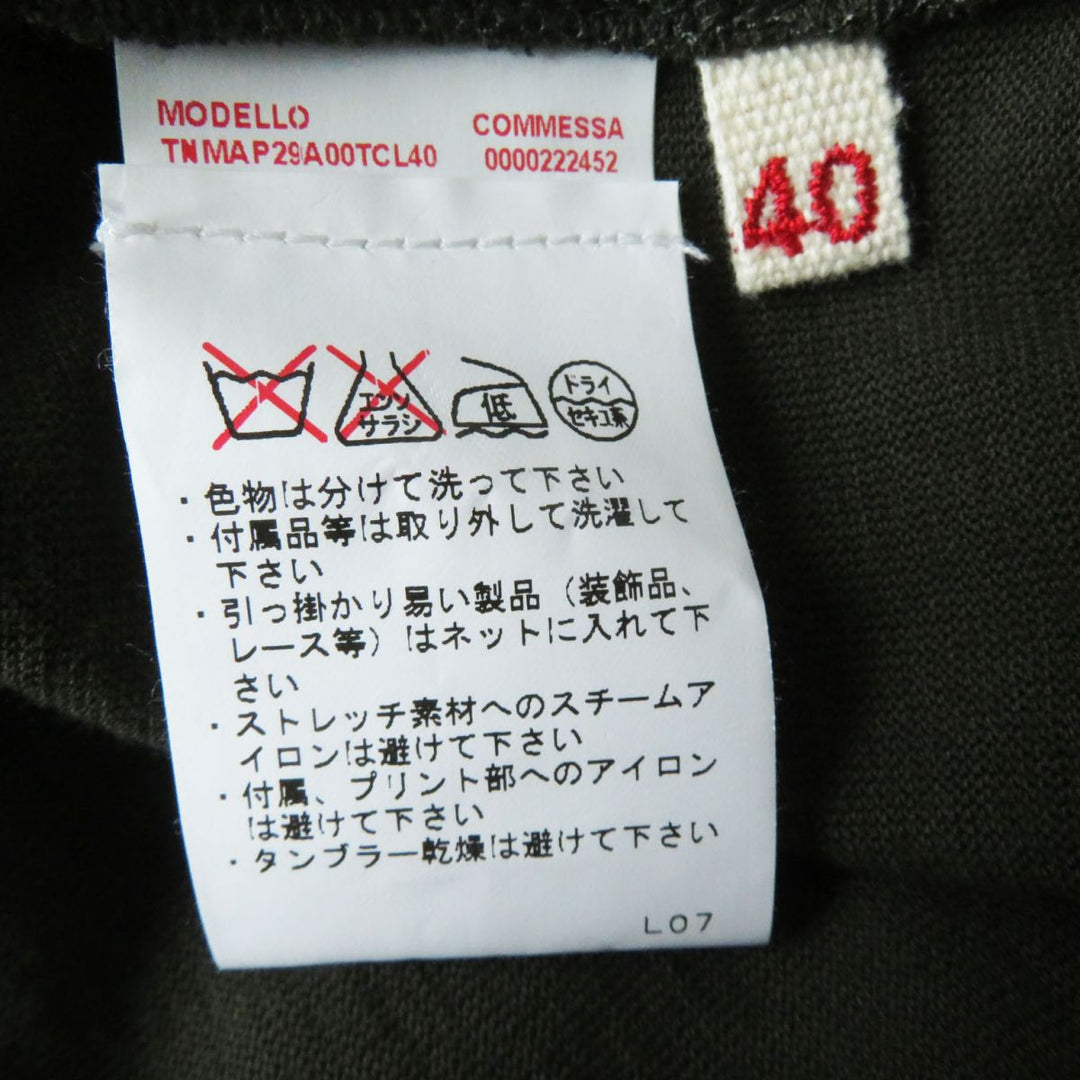 MODELLO
COMMESSA
TNMAP29A00TCL40
0000222452
40
エンソ
サラシ
低
ドライ
セキユ系
・色物は分けて洗って下さい
・付属品等は取り外して洗濯して
下さい
・引っ掛かり易い製品（装飾品、
レース等）はネットに入れて下
さい
・ストレッチ素材へのスチームア
イロンは避けて下さい
・付属、プリント部へのアイロン
は避けて下さい
・タンブラー乾燥は避けて下さい
L07